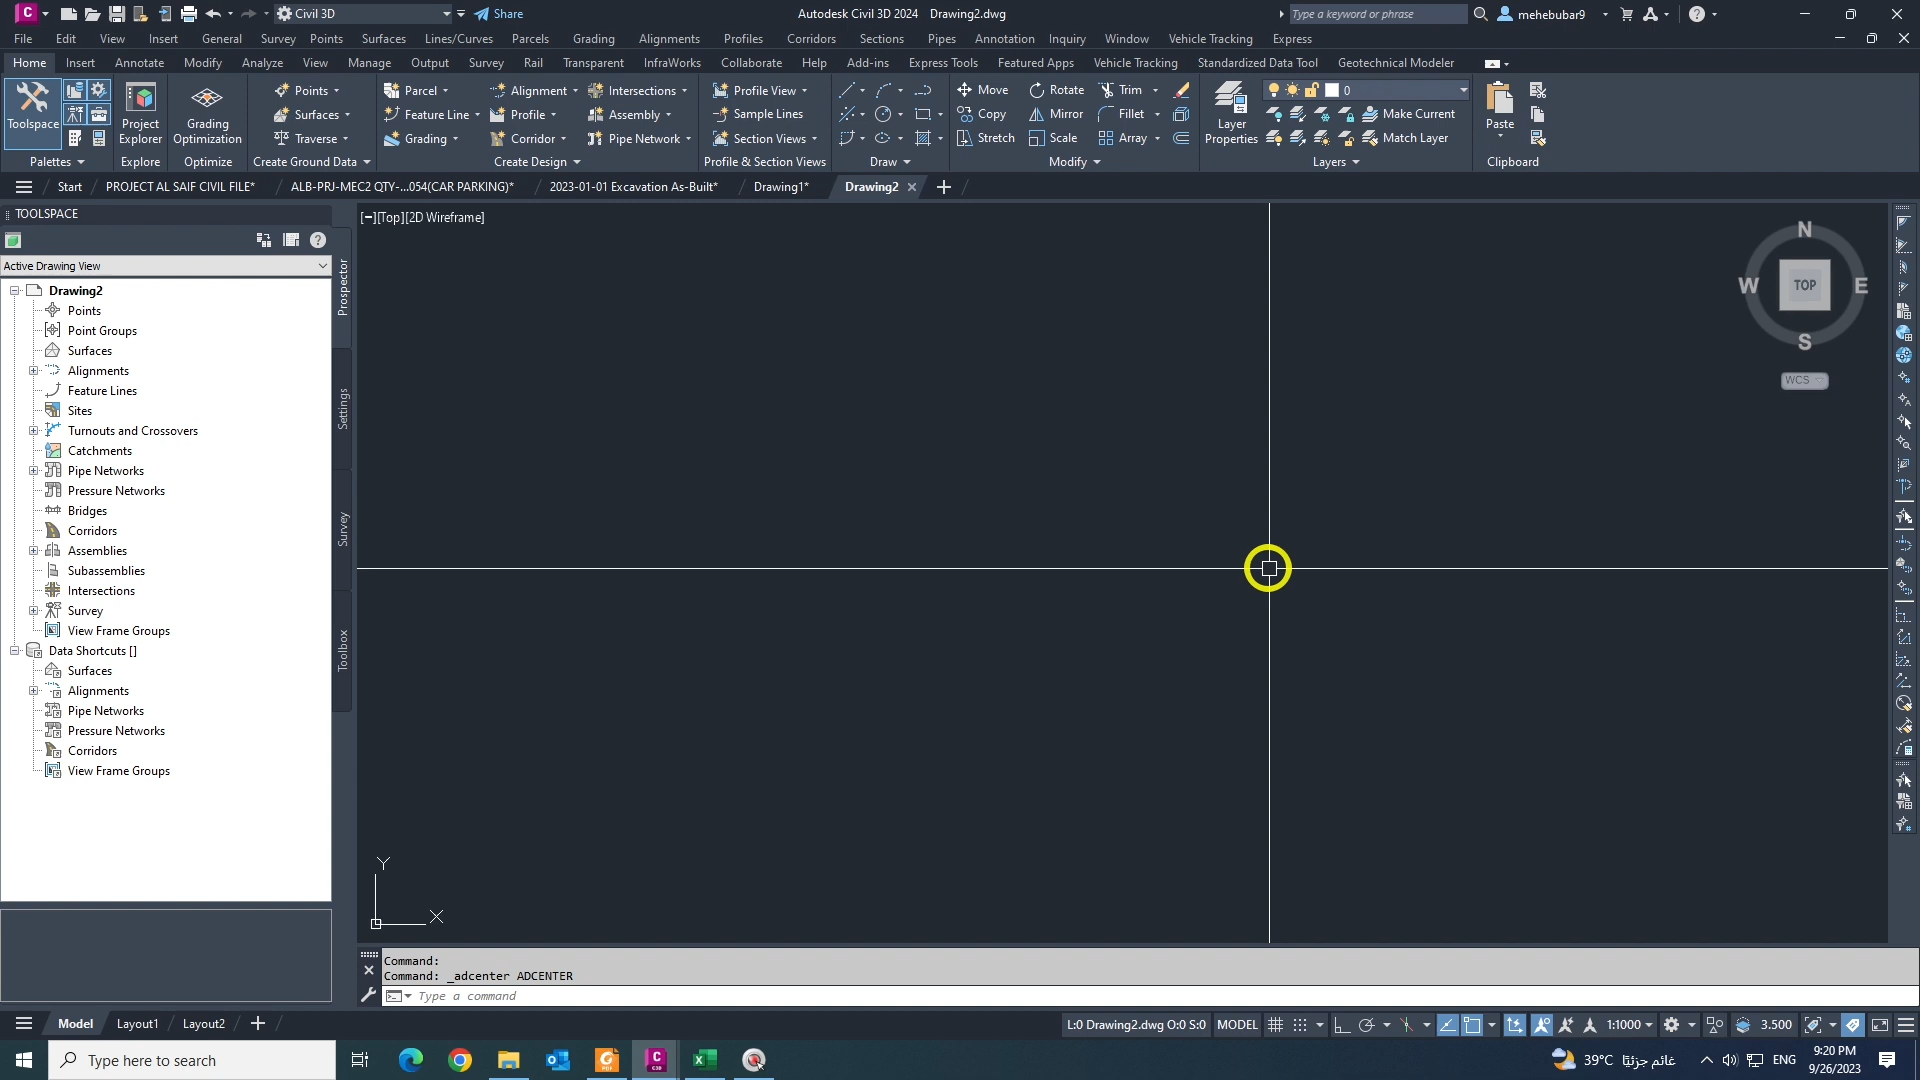 Civil 3D
Share
Autodesk Civil 3D 2024 Drawing2.dwg
Type a keyword or phrase
mehebubar9
File Edit View Insert General Survey Points Surfaces Lines/Curves Parcels Grading Alignments Profiles Corridors Sections Pipes Annotation Inquiry Window Vehicle Tracking Express
Home Insert Annotate Modify Analyze View Manage Output Survey Rail Transparent InfraWorks Collaborate Help Add-ins Express Tools Featured Apps Vehicle Tracking Standardized Data Tool Geotechnical Modeler
Points Parcel Alignment Intersections Profile View Move Rotate Trim 0
Toolspace Project Explorer Grading Optimization Surfaces Feature Line Profile Assembly Sample Lines Copy Mirror Fillet Layer Properties Make Current Paste
Traverse Grading Corridor Pipe Network Section Views Stretch Scale Array Match Layer
Palettes Explore Optimize Create Ground Data Create Design Profile & Section Views Draw Modify Layers Clipboard
Start PROJECT AL SAIF CIVIL FILE* ALB-PRJ-MEC2 QTY-...054(CAR PARKING)* 2023-01-01 Excavation As-Built* Drawing1* Drawing2
TOOLSPACE
Active Drawing View
Drawing2
Points
Point Groups
Surfaces
Alignments
Feature Lines
Sites
Turnouts and Crossovers
Catchments
Pipe Networks
Pressure Networks
Bridges
Corridors
Assemblies
Subassemblies
Intersections
Survey
View Frame Groups
Data Shortcuts []
Surfaces
Alignments
Pipe Networks
Pressure Networks
Corridors
View Frame Groups
Prospector
Settings
Survey
Toolbox
[−][Top][2D Wireframe]
N
W TOP E
S
WCS
Y
X
Command:
Command: _adcenter ADCENTER
Type a command
Model Layout1 Layout2
L:0 Drawing2.dwg O:0 S:0 MODEL 1:1000 3.500
Type here to search
39°C غائم جزئيًا
ENG
9:20 PM
9/26/2023